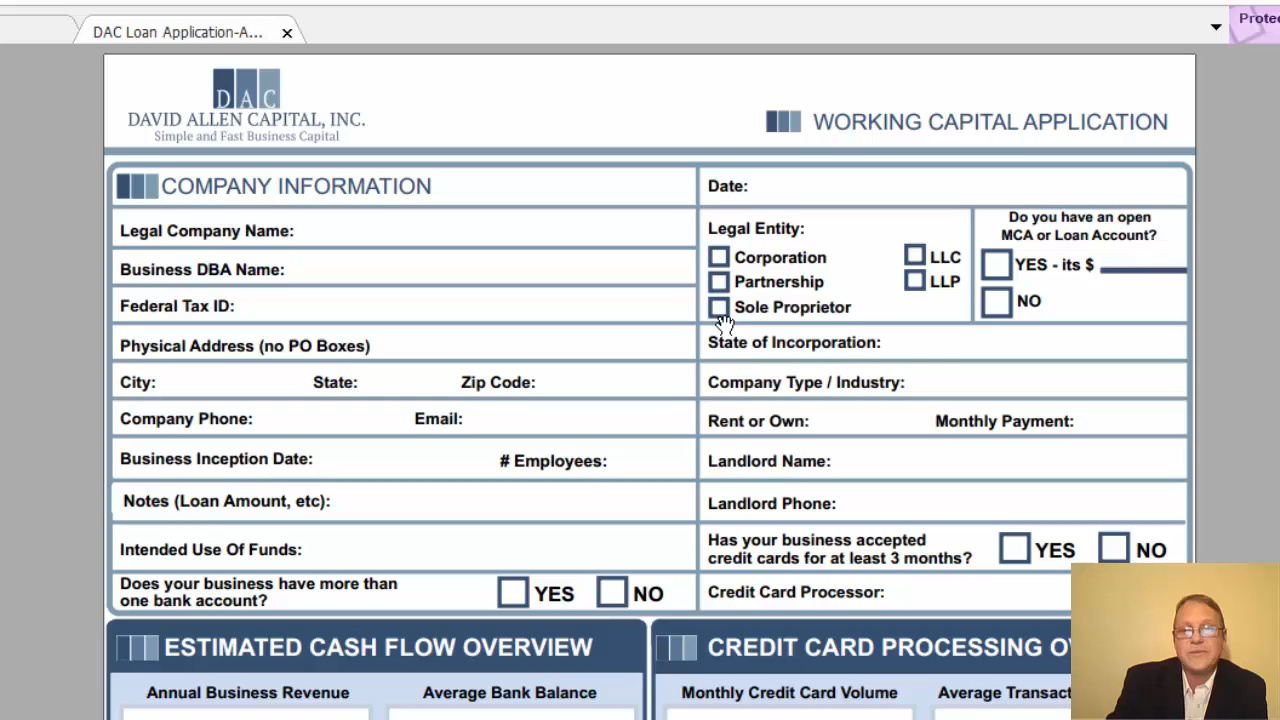 DAC Loan Application-A...
DAC
DAVID ALLEN CAPITAL, INC.
Simple and Fast Business Capital
WORKING CAPITAL APPLICATION
COMPANY INFORMATION
Date:
Legal Company Name:
Business DBA Name:
Federal Tax ID:
Legal Entity:
Corporation
LLC
Partnership
LLP
Sole Proprietor
Do you have an open
MCA or Loan Account?
YES - its $
NO
Physical Address (no PO Boxes)
State of Incorporation:
City: State: Zip Code:
Company Type / Industry:
Company Phone: Email:
Rent or Own: Monthly Payment:
Business Inception Date: # Employees:
Landlord Name:
Notes (Loan Amount, etc):
Landlord Phone:
Intended Use Of Funds:
Has your business accepted
credit cards for at least 3 months?
YES NO
Does your business have more than
one bank account?
YES NO
Credit Card Processor:
ESTIMATED CASH FLOW OVERVIEW
CREDIT CARD PROCESSING
Annual Business Revenue
Average Bank Balance
Monthly Credit Card Volume
Average